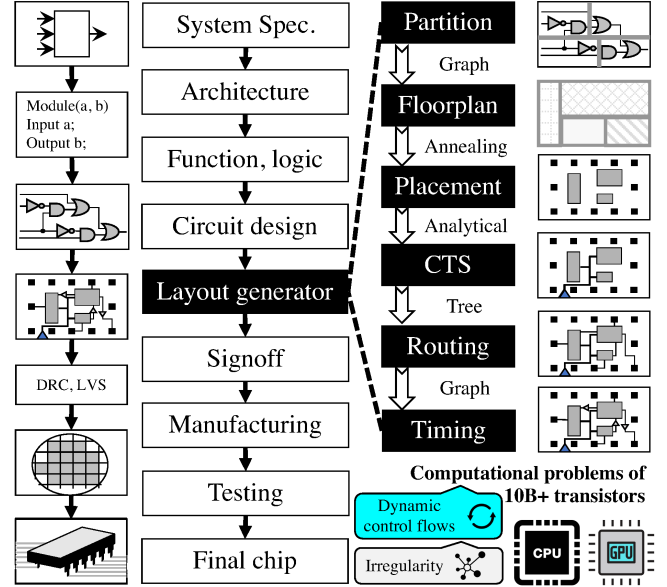 Module(a, b)
Input a;
Output b;
DRC, LVS
System Spec.
Architecture
Function, logic
Circuit design
Layout generator
Signoff
Manufacturing
Testing
Final chip
Partition
Graph
Floorplan
Annealing
Placement
Analytical
CTS
Tree
Routing
Graph
Timing
Computational problems of
10B+ transistors
Dynamic
control flows
Irregularity
CPU
GPU